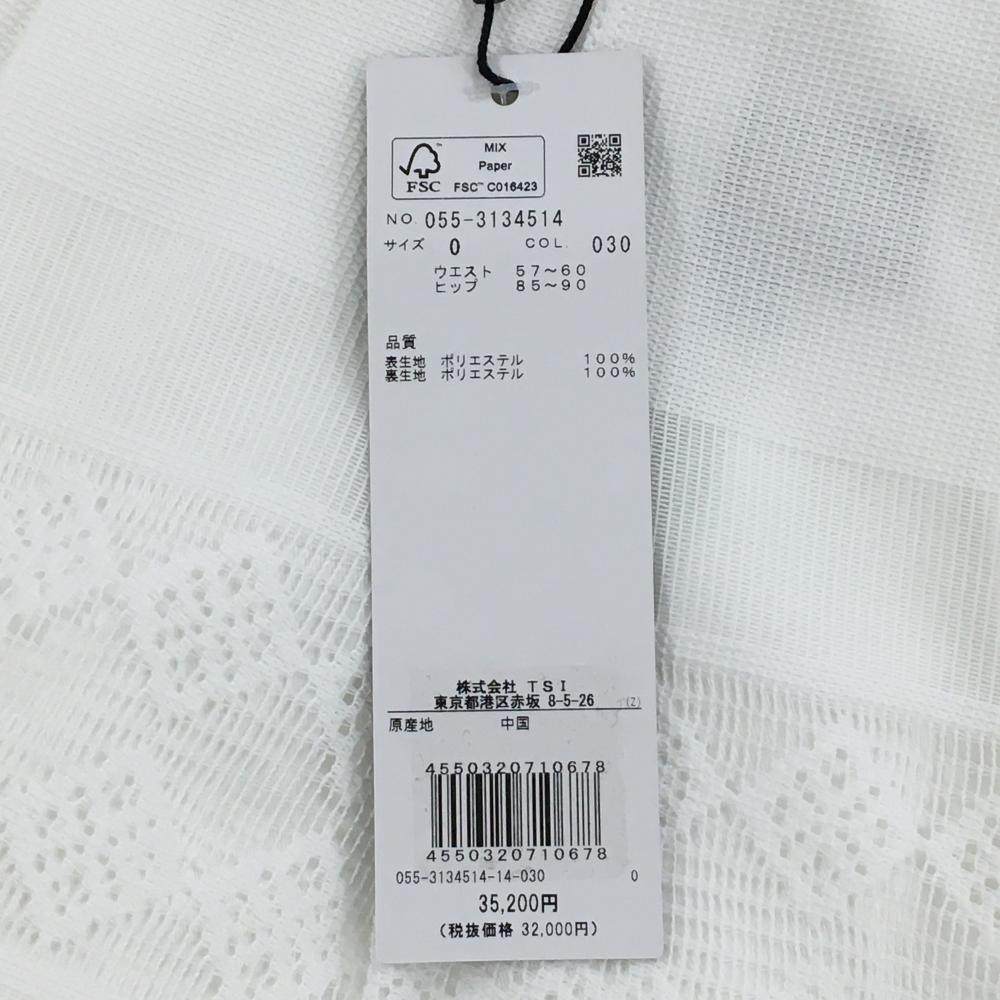 MIX
Paper
FSC™ C016423
FSC
NO. 055-3134514
サイズ 0 COL. 030
ウエスト 57～60
ヒップ 85～90
品質
表生地 ポリエステル 100%
裏生地 ポリエステル 100%
株式会社 TSI
東京都港区赤坂 8-5-26 (Z)
原産地 中国
4550320710678
4550320710678
055-3134514-14-030 0
35,200円
(税抜価格 32,000円)